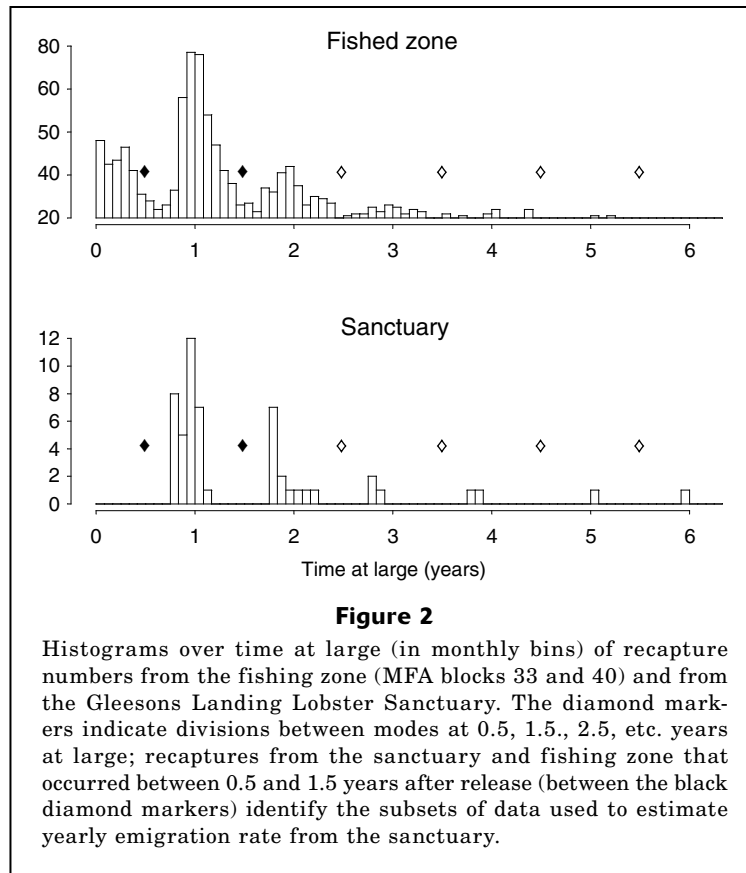 Fished zone
80
60
50
40
20
0 1 2 3 4 5 6
Sanctuary
12
10
8
6
4
2
0
0 1 2 3 4 5 6
Time at large (years)
Figure 2
Histograms over time at large (in monthly bins) of recapture
numbers from the fishing zone (MFA blocks 33 and 40) and from
the Gleesons Landing Lobster Sanctuary. The diamond mark-
ers indicate divisions between modes at 0.5, 1.5., 2.5, etc. years
at large; recaptures from the sanctuary and fishing zone that
occurred between 0.5 and 1.5 years after release (between the black
diamond markers) identify the subsets of data used to estimate
yearly emigration rate from the sanctuary.